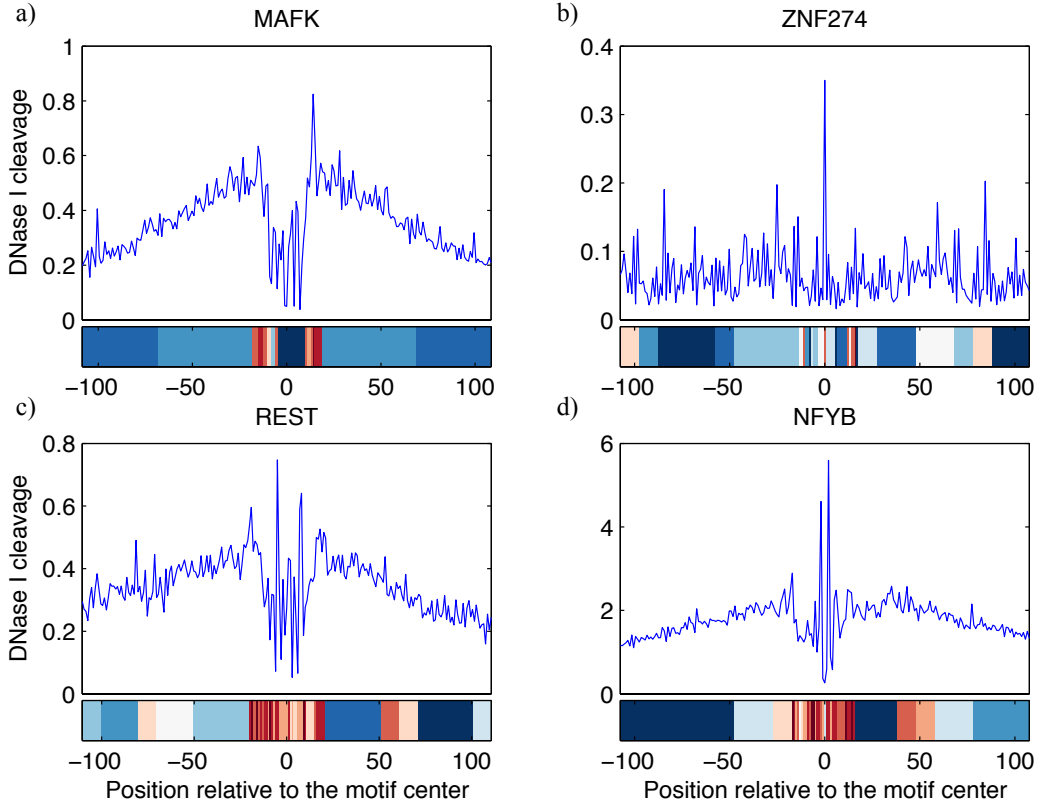 a)
MAFK
b)
ZNF274
DNase I cleavage
1
0.8
0.6
0.4
0.2
0
0.4
0.3
0.2
0.1
0
−100 −50 0 50 100
−100 −50 0 50 100
c)
REST
d)
NFYB
DNase I cleavage
0.8
0.6
0.4
0.2
0
6
4
2
0
−100 −50 0 50 100
−100 −50 0 50 100
Position relative to the motif center
Position relative to the motif center